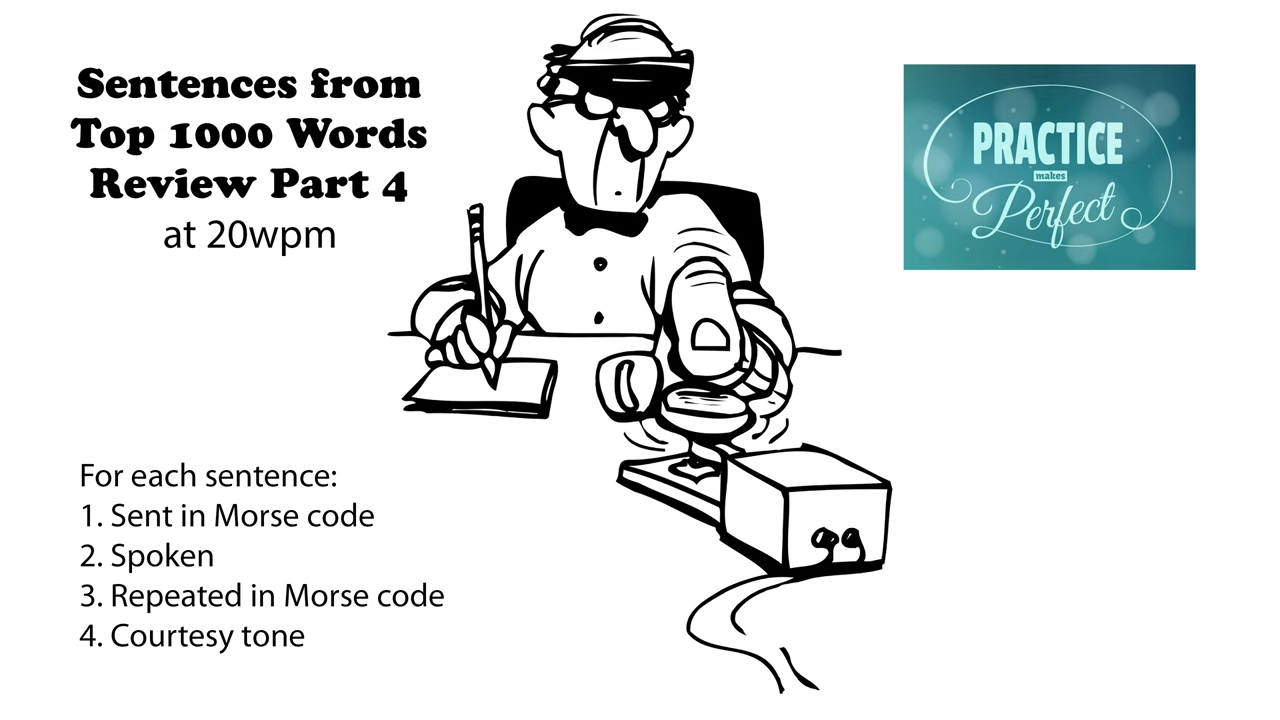 Sentences from
Top 1000 Words
Review Part 4
at 20wpm
PRACTICE
makes
Perfect
For each sentence:
1. Sent in Morse code
2. Spoken
3. Repeated in Morse code
4. Courtesy tone